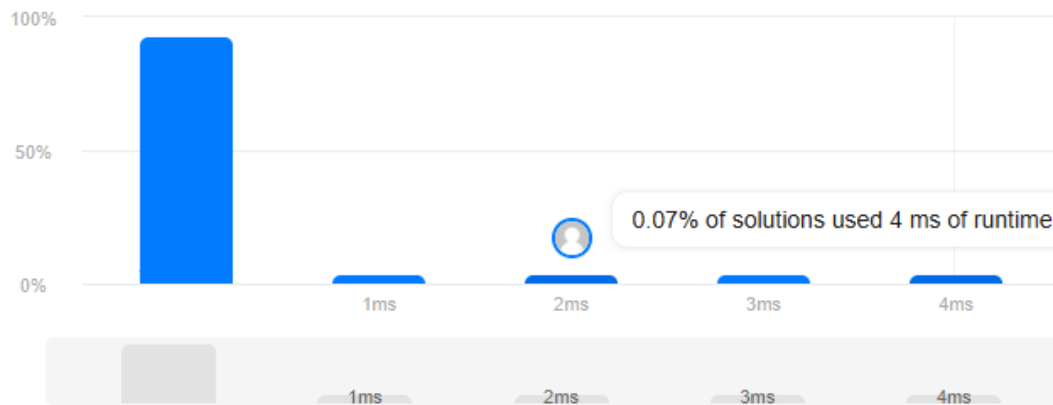 100%
50%
0.07% of solutions used 4 ms of runtime
0%
1ms 2ms 3ms 4ms
1ms 2ms 3ms 4ms